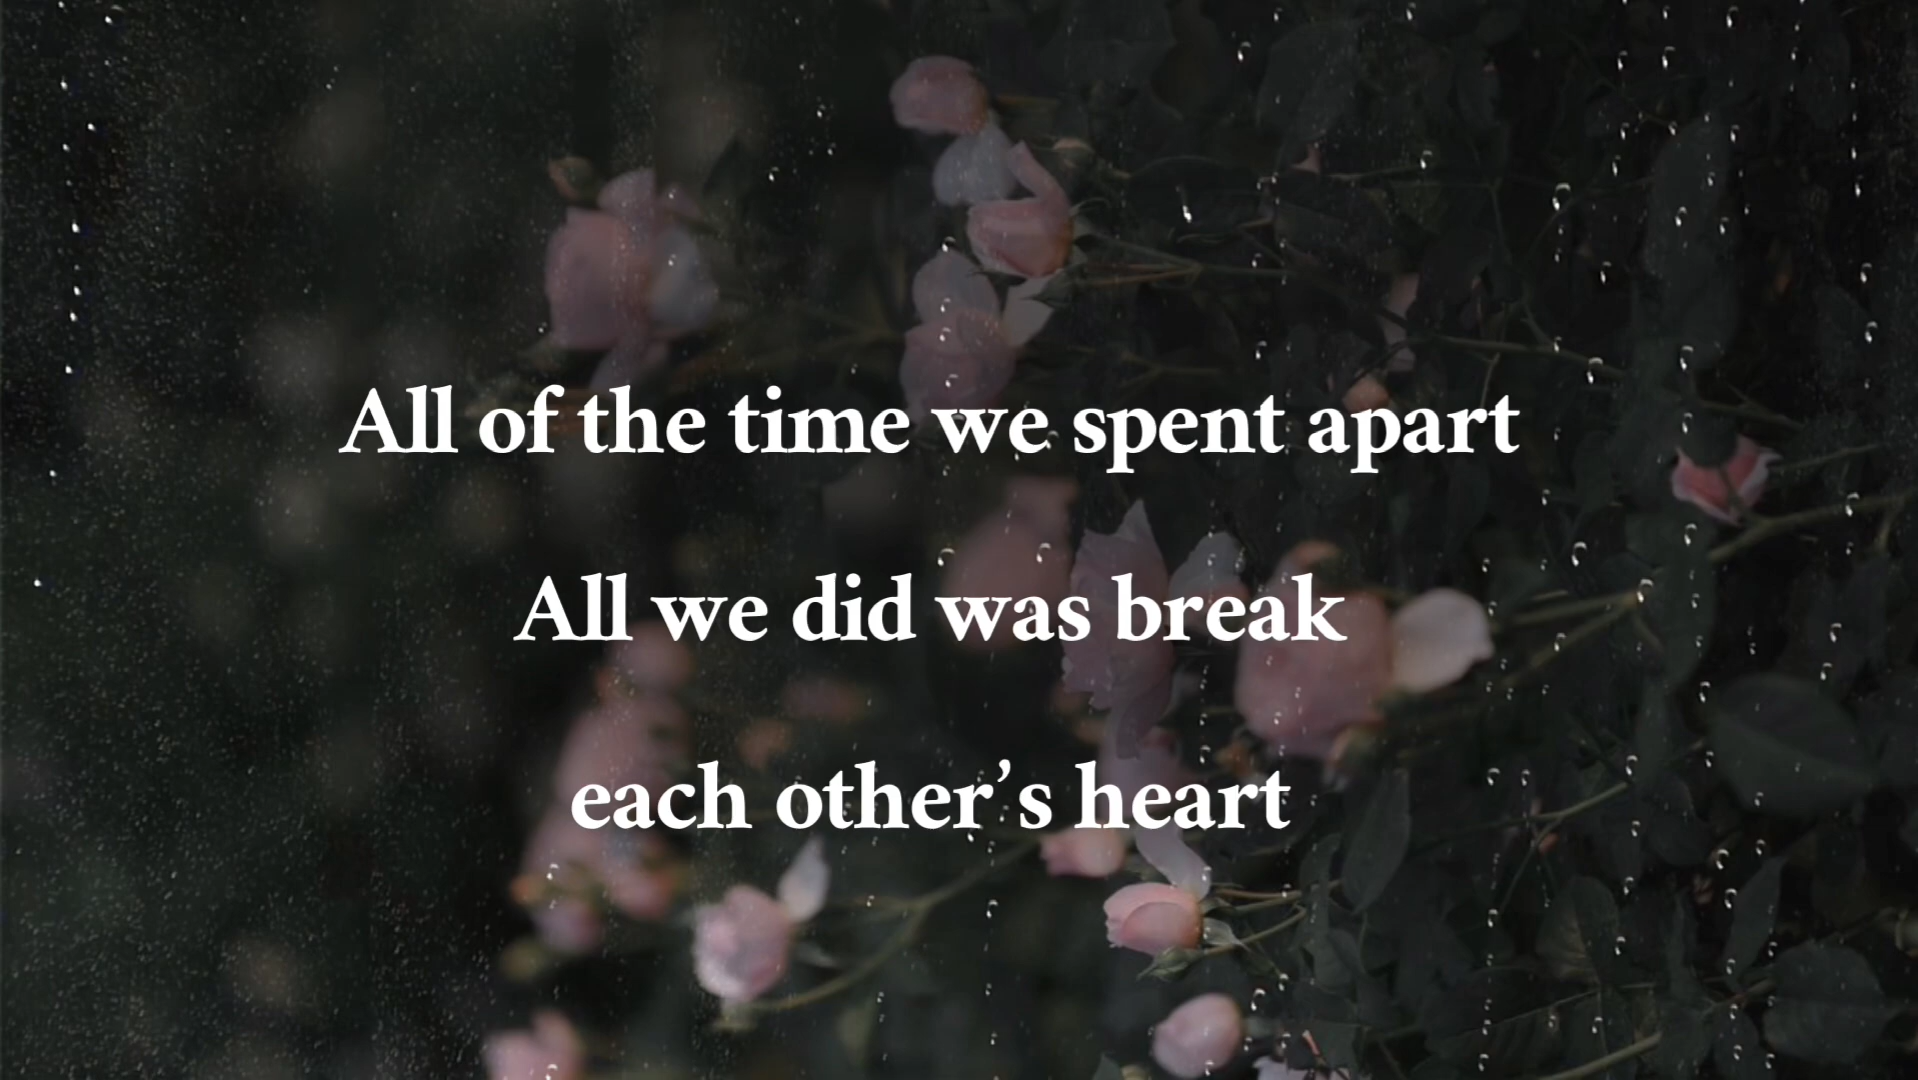 All of the time we spent apart
All we did was break
each other’s heart